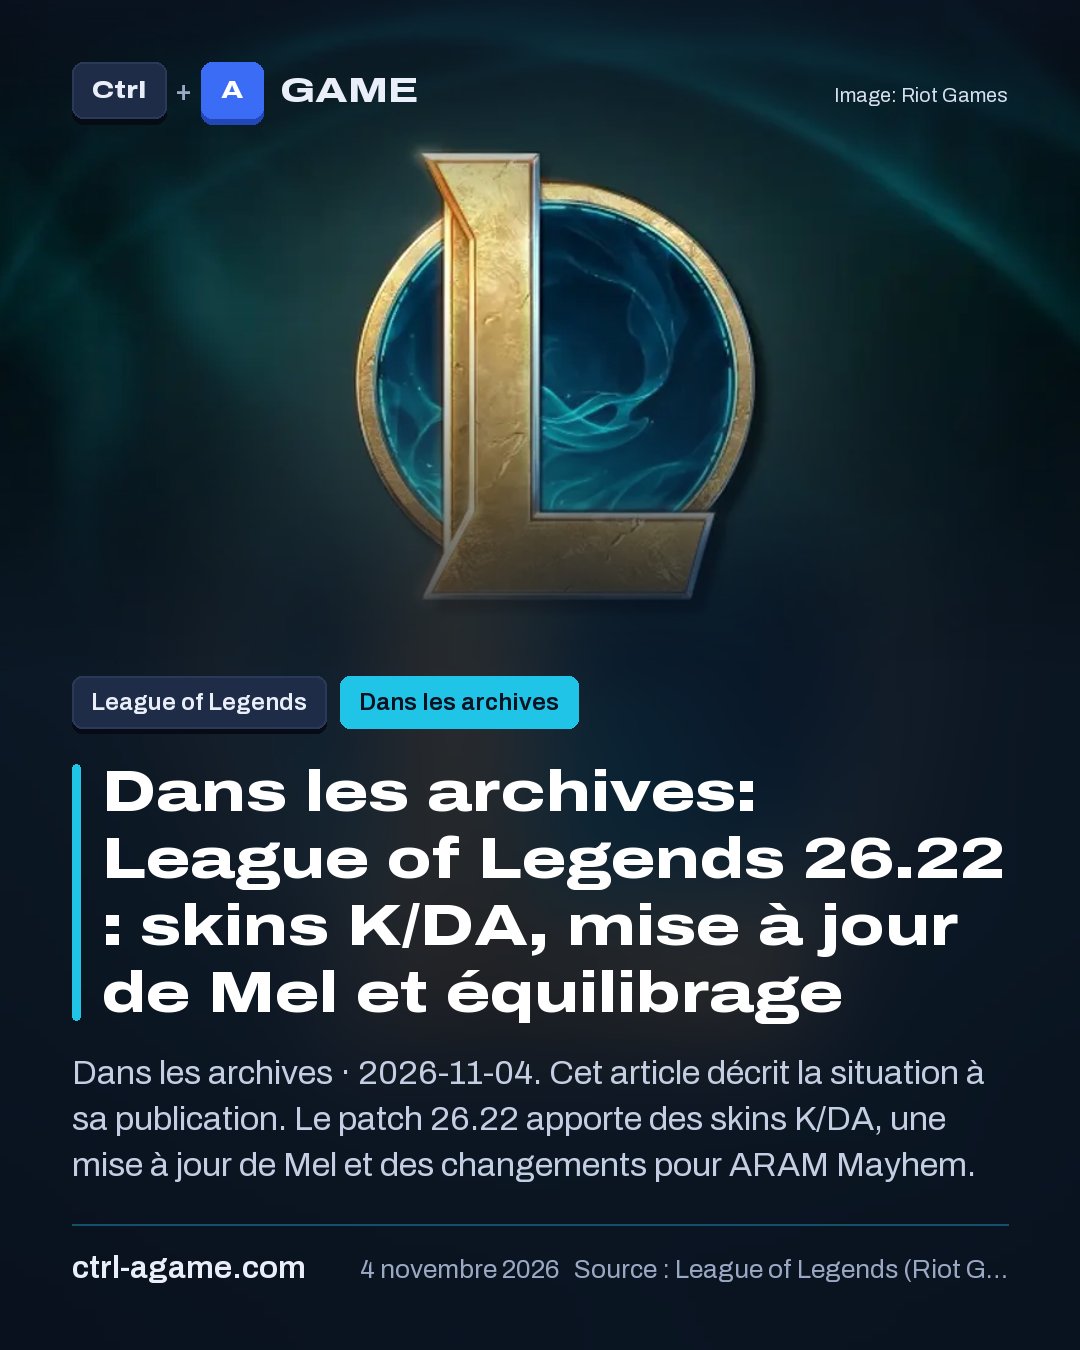 Ctrl + A GAME
Image: Riot Games
League of Legends
Dans les archives
Dans les archives:
League of Legends 26.22
: skins K/DA, mise à jour
de Mel et équilibrage
Dans les archives · 2026-11-04. Cet article décrit la situation à
sa publication. Le patch 26.22 apporte des skins K/DA, une
mise à jour de Mel et des changements pour ARAM Mayhem.
ctrl-agame.com
4 novembre 2026 Source : League of Legends (Riot G...